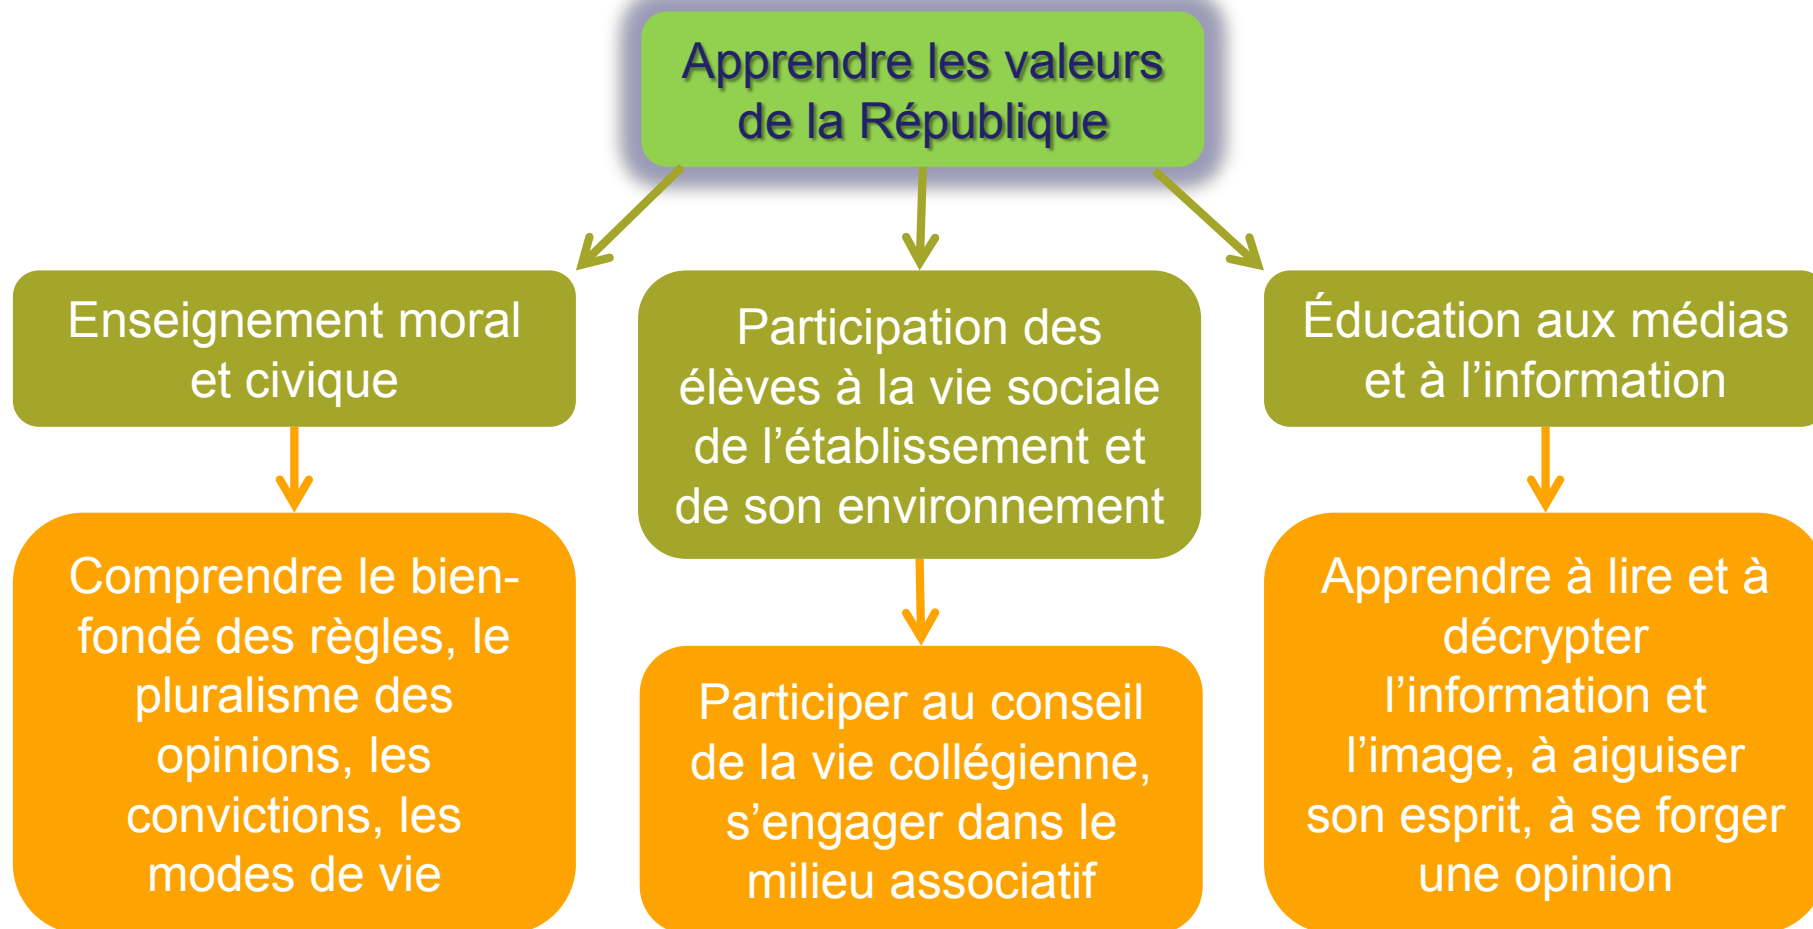 Apprendre les valeurs
de la République
Enseignement moral
et civique
Participation des
élèves à la vie sociale
de l’établissement et
de son environnement
Éducation aux médias
et à l’information
Comprendre le bien-
fondé des règles, le
pluralisme des
opinions, les
convictions, les
modes de vie
Participer au conseil
de la vie collégienne,
s’engager dans le
milieu associatif
Apprendre à lire et à
décrypter
l’information et
l’image, à aiguiser
son esprit, à se forger
une opinion